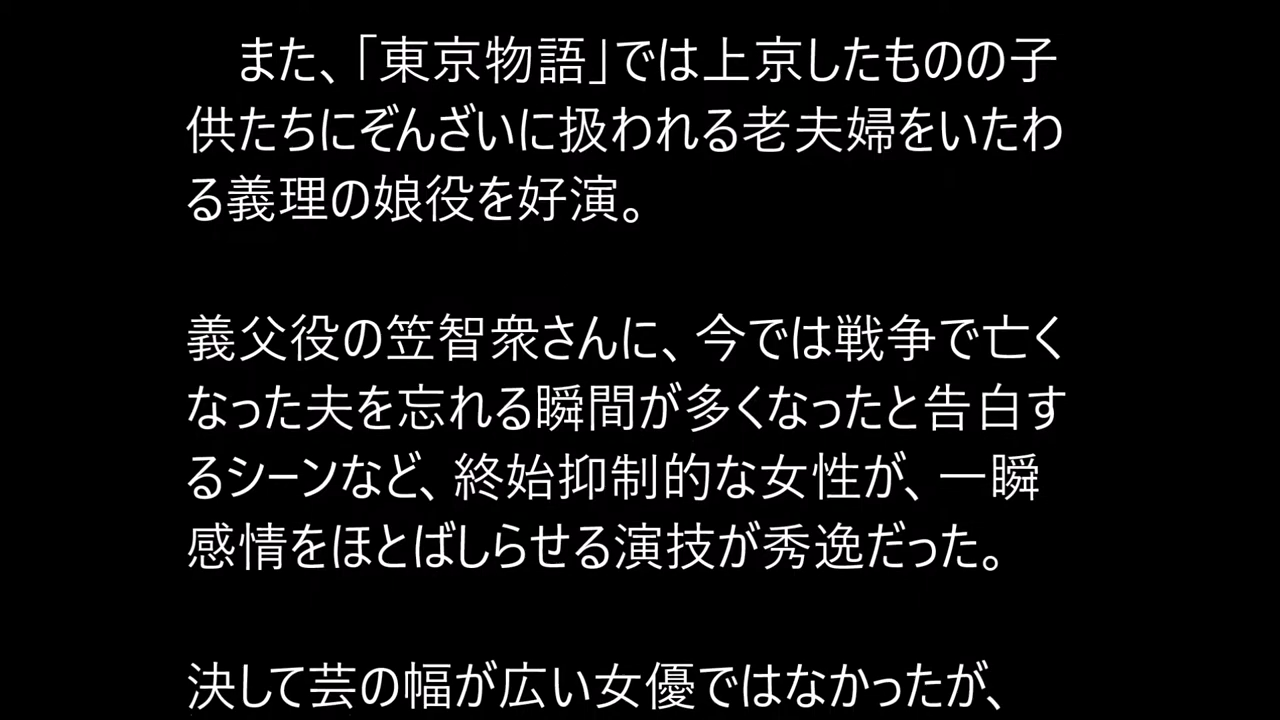 また、「東京物語」では上京したものの子
供たちにぞんざいに扱われる老夫婦をいたわ
る義理の娘役を好演。
義父役の笠智衆さんに、今では戦争で亡く
なった夫を忘れる瞬間が多くなったと告白す
るシーンなど、終始抑制的な女性が、一瞬
感情をほとばしらせる演技が秀逸だった。
決して芸の幅が広い女優ではなかったが、